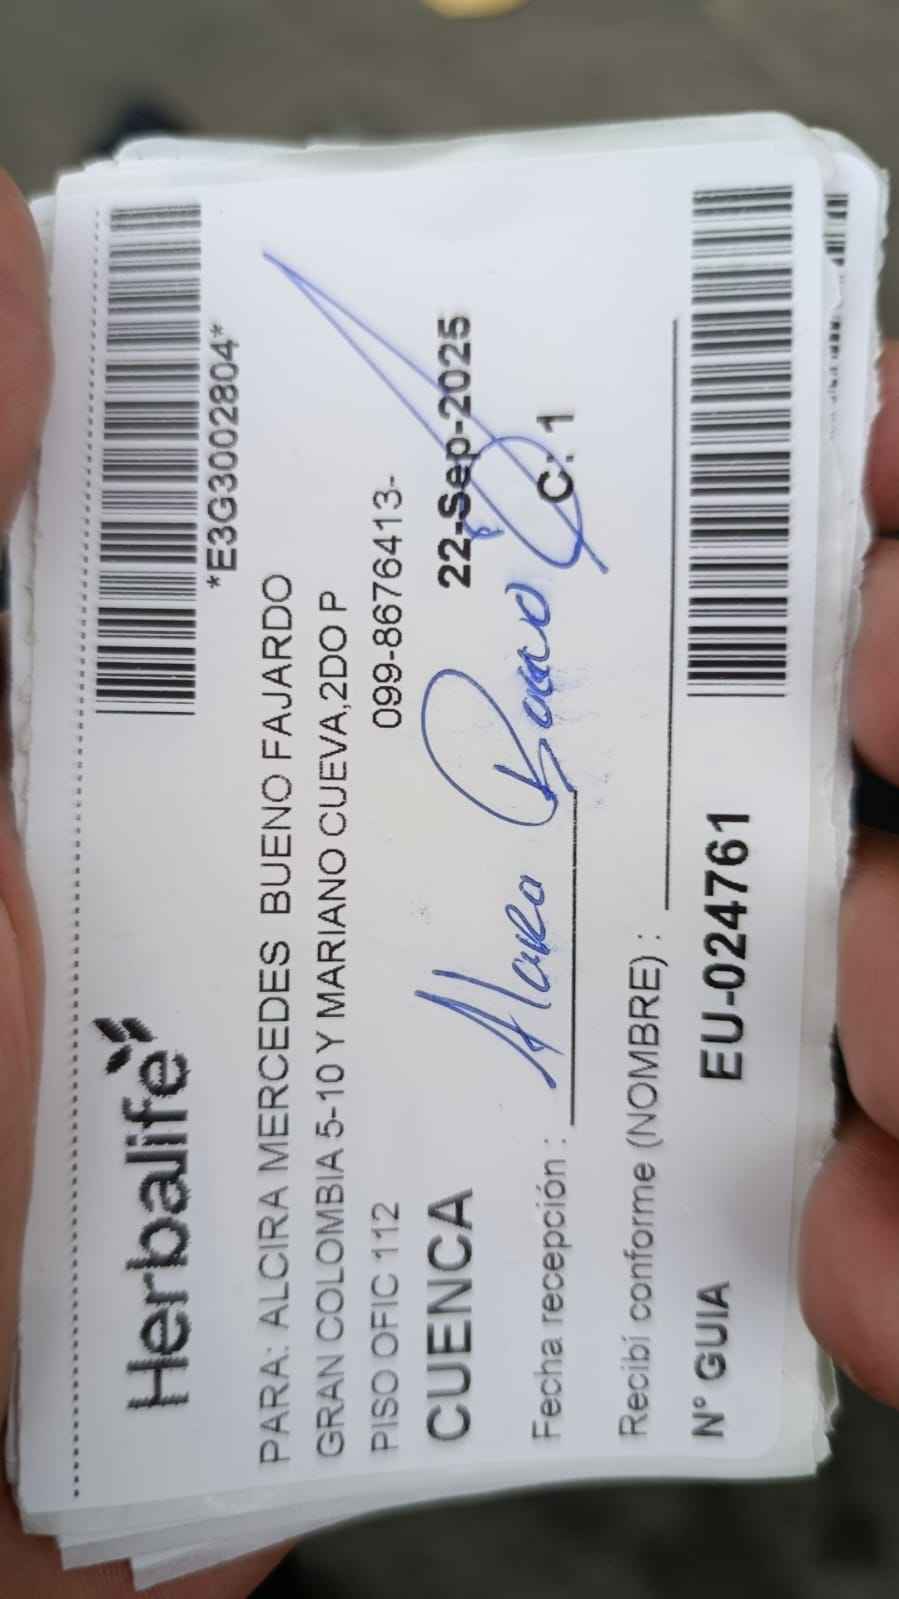 Herbalife
*E3G3002804*
PARA: ALCIRA MERCEDES BUENO FAJARDO
GRAN COLOMBIA 5-10 Y MARIANO CUEVA,2DO P
PISO OFIC 112
099-8676413-
CUENCA
22-Sep-2025
Fecha recepción :
C: 1
Recibí conforme (NOMBRE) :
N° GUIA
EU-024761